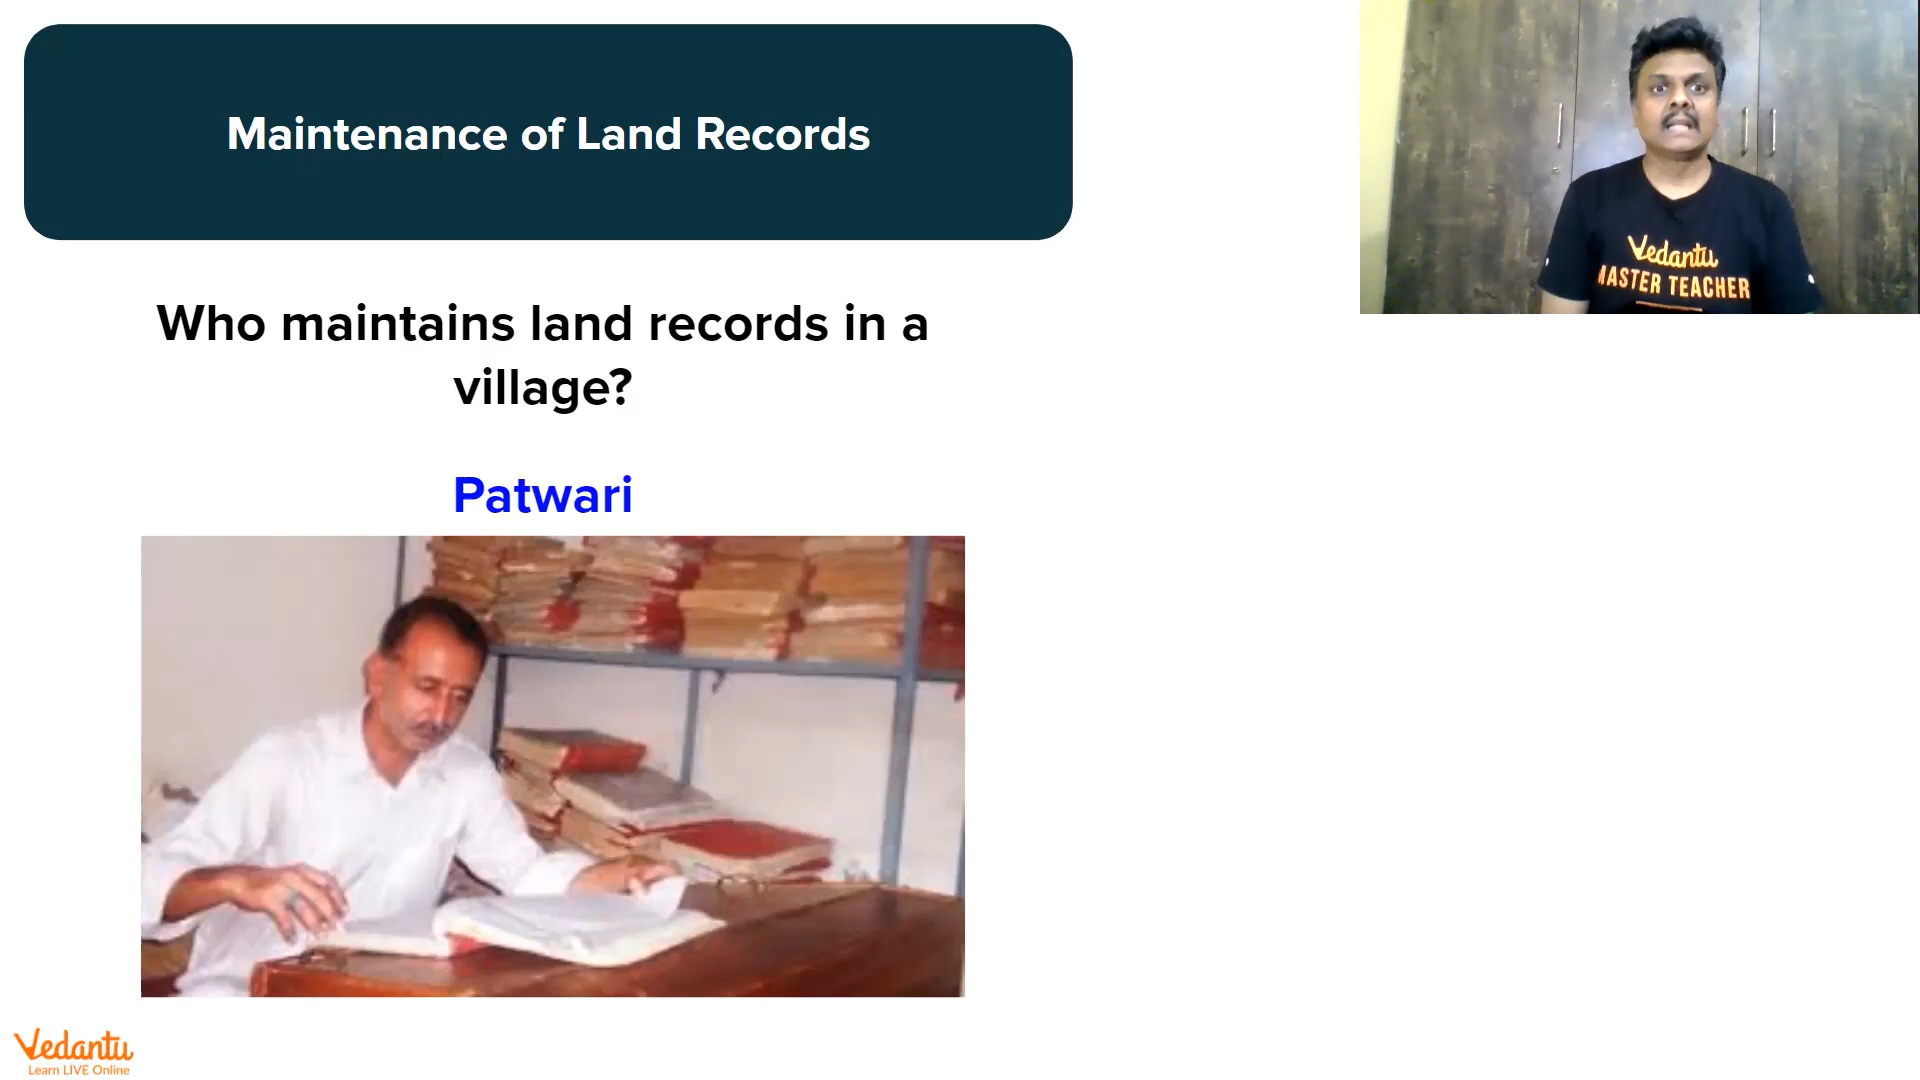 Maintenance of Land Records
Who maintains land records in a
village?
Patwari
Vedantu
MASTER TEACHER
Vedantu
Learn LIVE Online